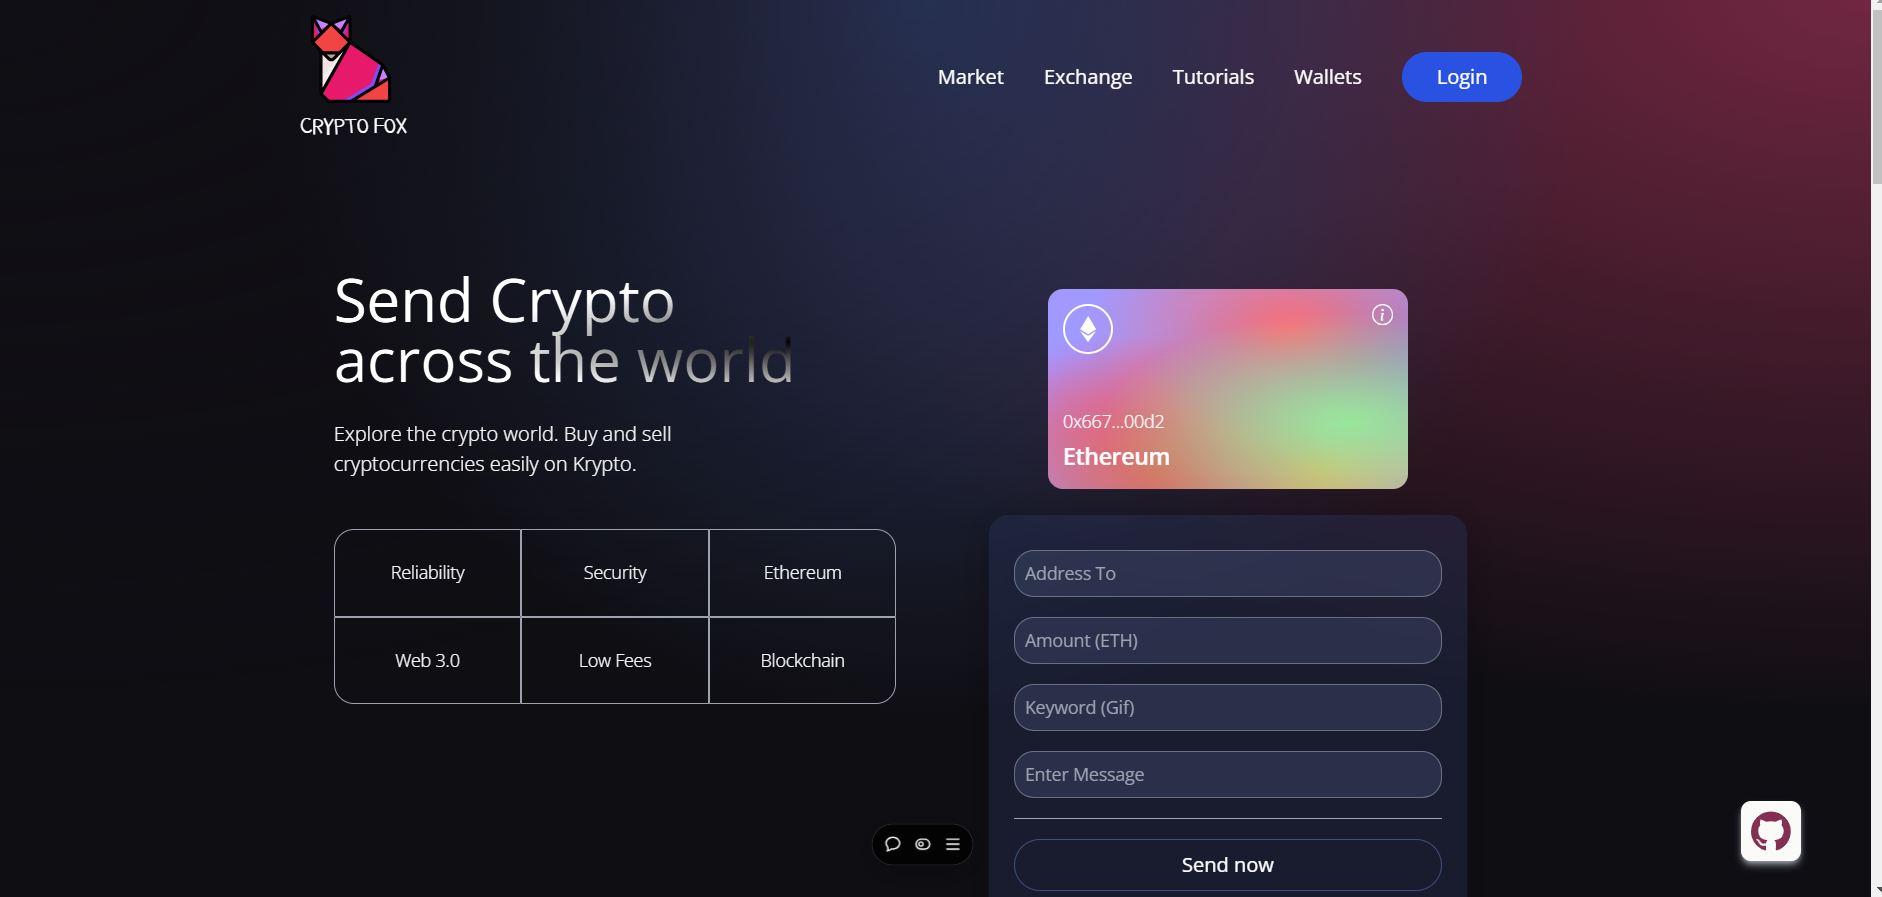 CRYPTO FOX
Market
Exchange
Tutorials
Wallets
Login
Send Crypto
across the world
Explore the crypto world. Buy and sell
cryptocurrencies easily on Krypto.
Reliability
Security
Ethereum
Web 3.0
Low Fees
Blockchain
0x667...00d2
Ethereum
Address To
Amount (ETH)
Keyword (Gif)
Enter Message
Send now